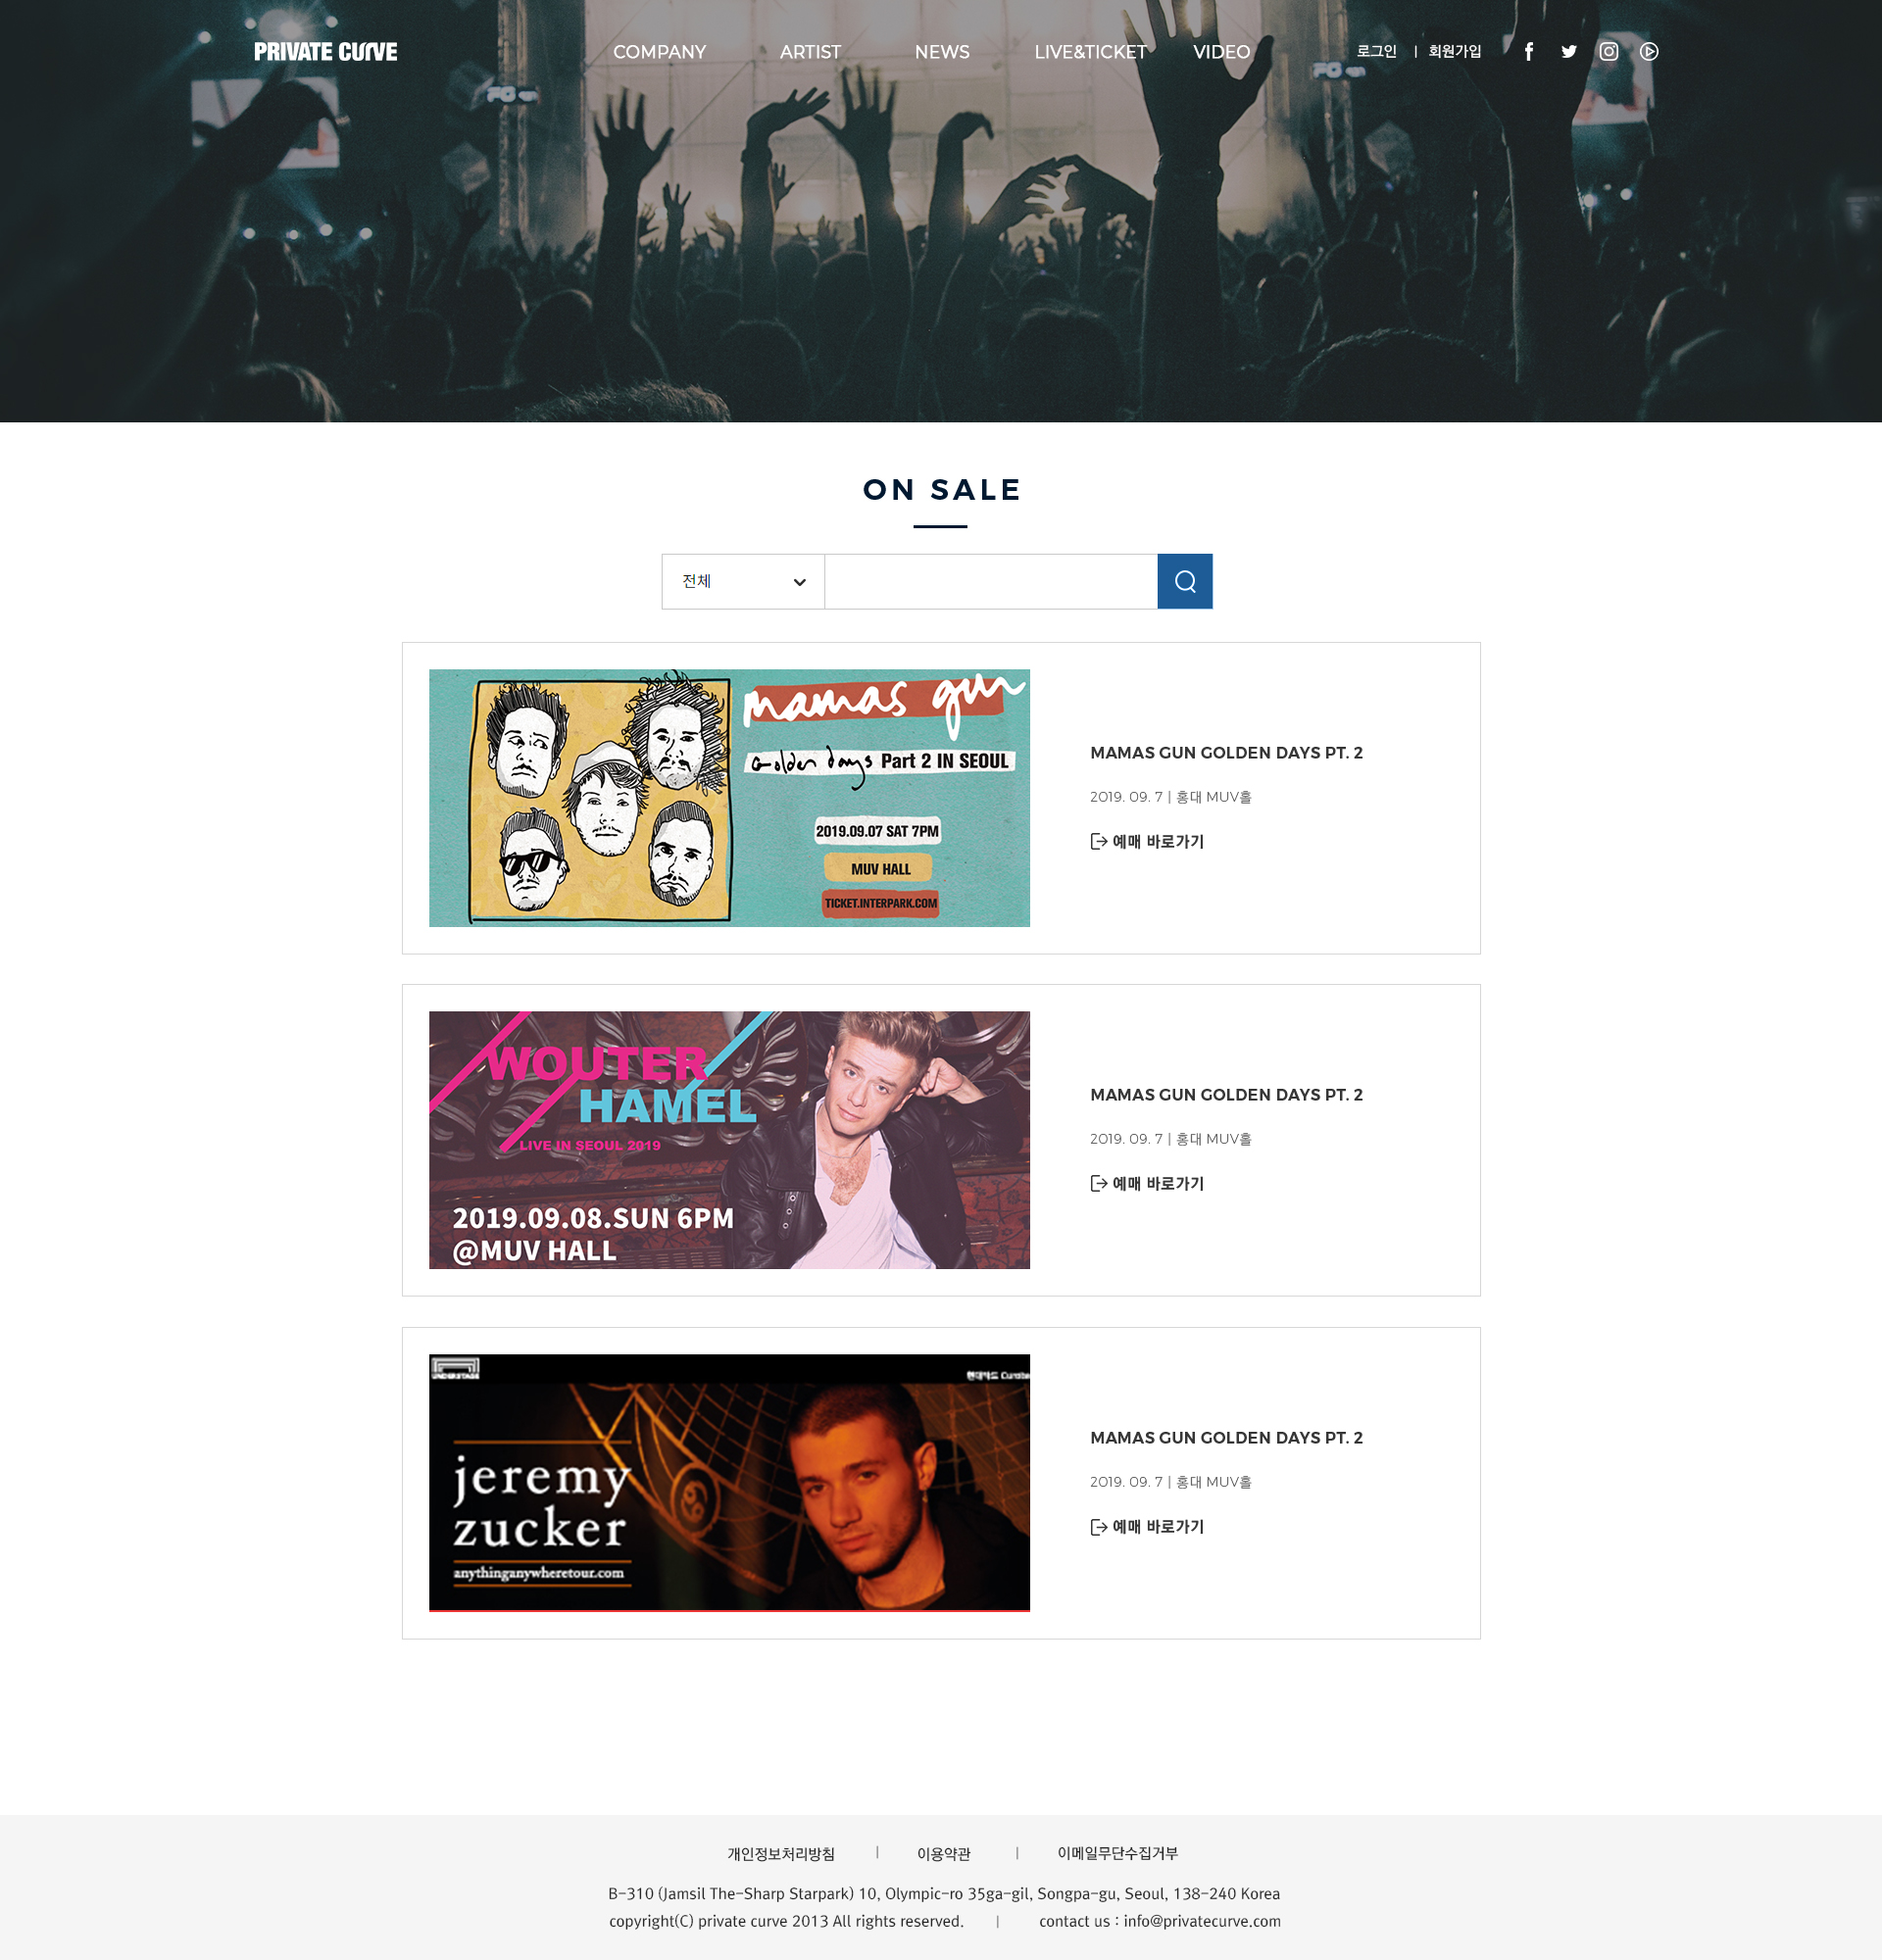 PRIVATE CURVE
COMPANY ARTIST NEWS LIVE&TICKET VIDEO 로그인 | 회원가입
ON SALE
전체
mamas gun
Golden days Part 2 IN SEOUL
2019.09.07 SAT 7PM
MUV HALL
TICKET.INTERPARK.COM
MAMAS GUN GOLDEN DAYS PT. 2
2019. 09. 7 | 홍대 MUV홀
예매 바로가기
WOUTER
HAMEL
LIVE IN SEOUL 2019
2019.09.08.SUN 6PM
@MUV HALL
MAMAS GUN GOLDEN DAYS PT. 2
2019. 09. 7 | 홍대 MUV홀
예매 바로가기
UNDERSTAGE
현대카드 Curated
jeremy
zucker
anythinganywheretour.com
MAMAS GUN GOLDEN DAYS PT. 2
2019. 09. 7 | 홍대 MUV홀
예매 바로가기
개인정보처리방침 | 이용약관 | 이메일무단수집거부
B-310 (Jamsil The-Sharp Starpark) 10, Olympic-ro 35ga-gil, Songpa-gu, Seoul, 138-240 Korea
copyright(C) private curve 2013 All rights reserved. | contact us : info@privatecurve.com